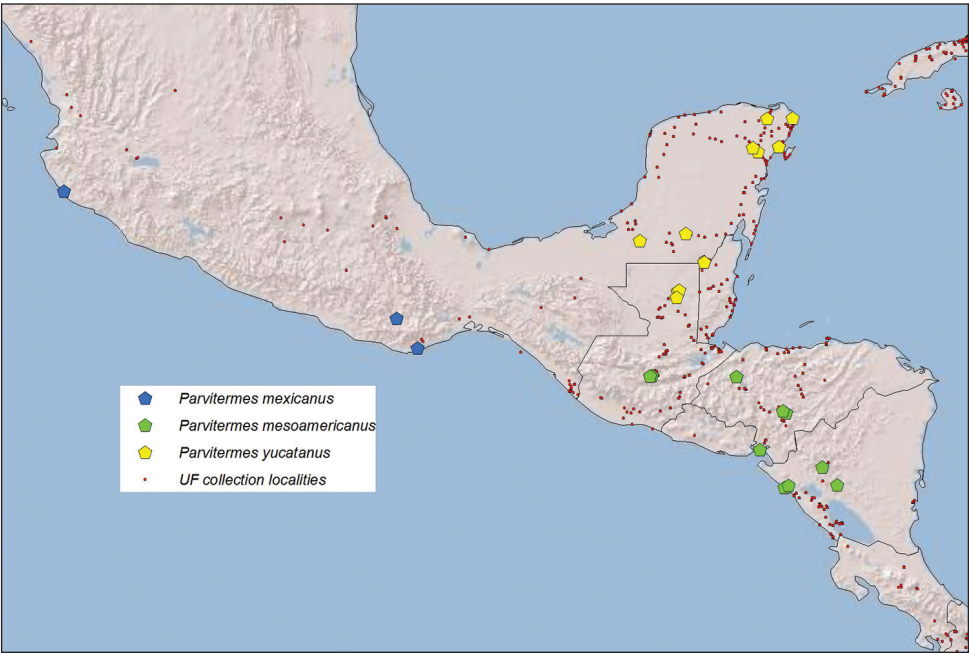 Parvitermes mexicanus
Parvitermes mesoamericanus
Parvitermes yucatanus
UF collection localities